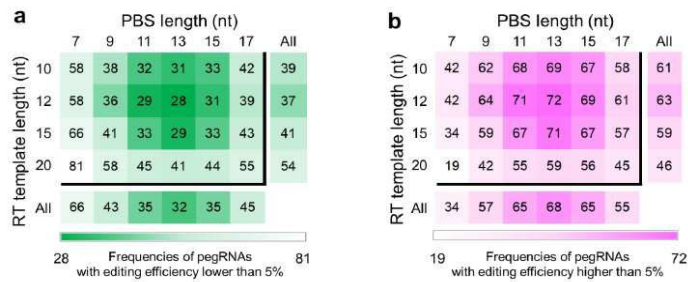 a
PBS length (nt)
7 9 11 13 15 17 All
RT template length (nt)
10 58 38 32 31 33 42 39
12 58 36 29 28 31 39 37
15 66 41 33 29 33 43 41
20 81 58 45 41 44 55 54
All 66 43 35 32 35 45
28 Frequencies of pegRNAs 81
with editing efficiency lower than 5%
b
PBS length (nt)
7 9 11 13 15 17 All
RT template length (nt)
10 42 62 68 69 67 58 61
12 42 64 71 72 69 61 63
15 34 59 67 71 67 57 59
20 19 42 55 59 56 45 46
All 34 57 65 68 65 55
19 Frequencies of pegRNAs 72
with editing efficiency higher than 5%